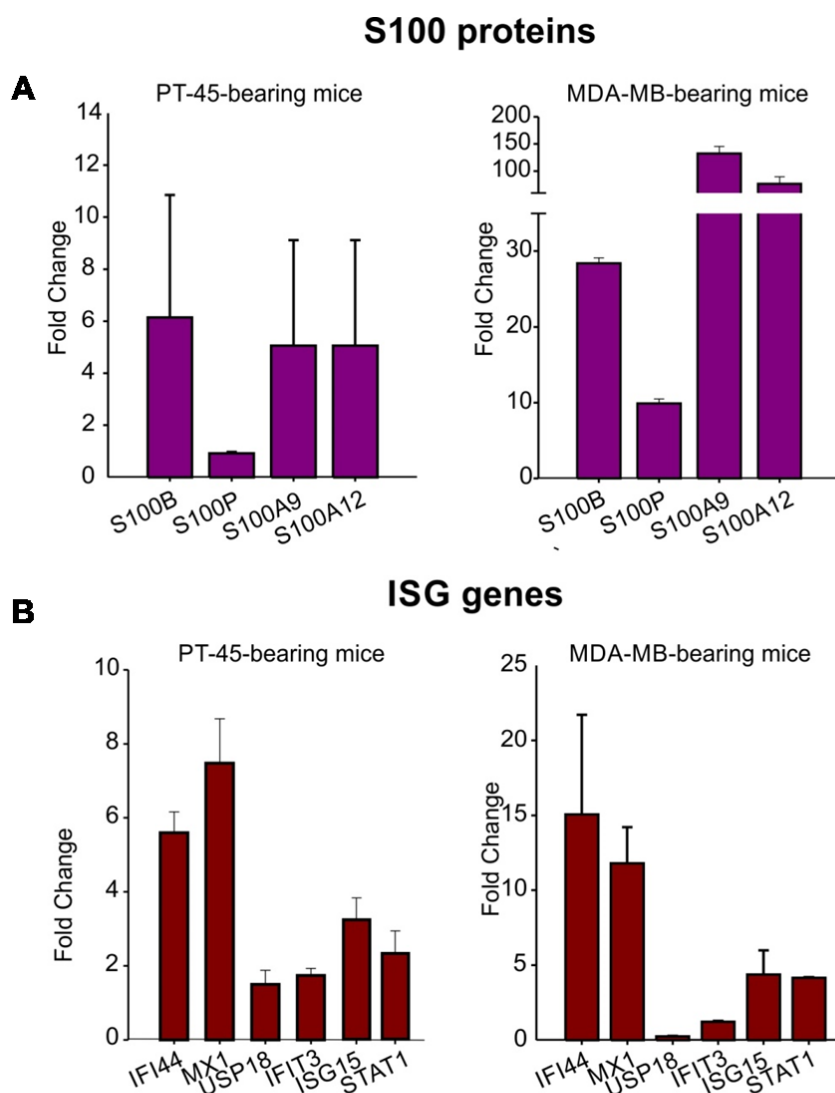 S100 proteins
A
PT-45-bearing mice
14
12
10
8
6
4
2
0
Fold Change
S100B
S100P
S100A9
S100A12
MDA-MB-bearing mice
200
150
100
30
20
10
0
Fold Change
S100B
S100P
S100A9
S100A12
ISG genes
B
PT-45-bearing mice
10
8
6
4
2
0
Fold Change
IFI44
MX1
USP18
IFIT3
ISG15
STAT1
MDA-MB-bearing mice
25
20
15
10
5
0
Fold Change
IFI44
MX1
USP18
IFIT3
ISG15
STAT1